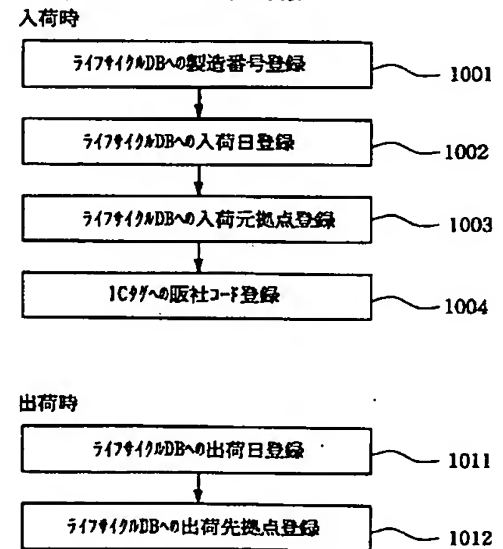 入荷時
ﾗｲﾌｻｲｸﾙDBへの製造番号登録
1001
ﾗｲﾌｻｲｸﾙDBへの入荷日登録
1002
ﾗｲﾌｻｲｸﾙDBへの入荷元拠点登録
1003
ICﾀｸﾞへの販社ｺｰﾄﾞ登録
1004
出荷時
ﾗｲﾌｻｲｸﾙDBへの出荷日登録
1011
ﾗｲﾌｻｲｸﾙDBへの出荷先拠点登録
1012